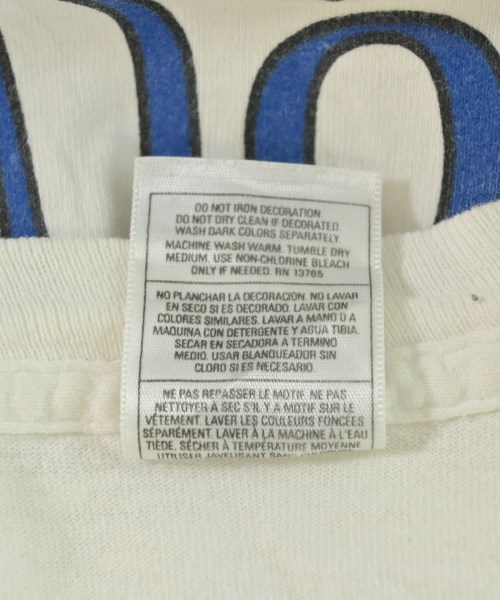 DO NOT IRON DECORATION
DO NOT DRY CLEAN IF DECORATED.
WASH DARK COLORS SEPARATELY.
MACHINE WASH WARM. TUMBLE DRY
MEDIUM. USE NON-CHLORINE BLEACH
ONLY IF NEEDED. RN 13765
NO PLANCHAR LA DECORACION. NO LAVAR
EN SECO SI ES DECORADO. LAVAR CON
COLORES SIMILARES. LAVAR A MANO O A
MAQUINA CON DETERGENTE Y AGUA TIBIA.
SECAR EN SECADORA A TERMINO
MEDIO. USAR BLANQUEADOR SIN
CLORO SI ES NECESARIO.
NE PAS REPASSER LE MOTIF. NE PAS
NETTOYER À SEC S'IL Y A MOTIF SUR LE
VÊTEMENT. LAVER LES COULEURS FONCÉES
SÉPARÉMENT. LAVER À LA MACHINE À L'EAU
TIÈDE. SÉCHER À TEMPÉRATURE MOYENNE
UTILISER JAVELISANT